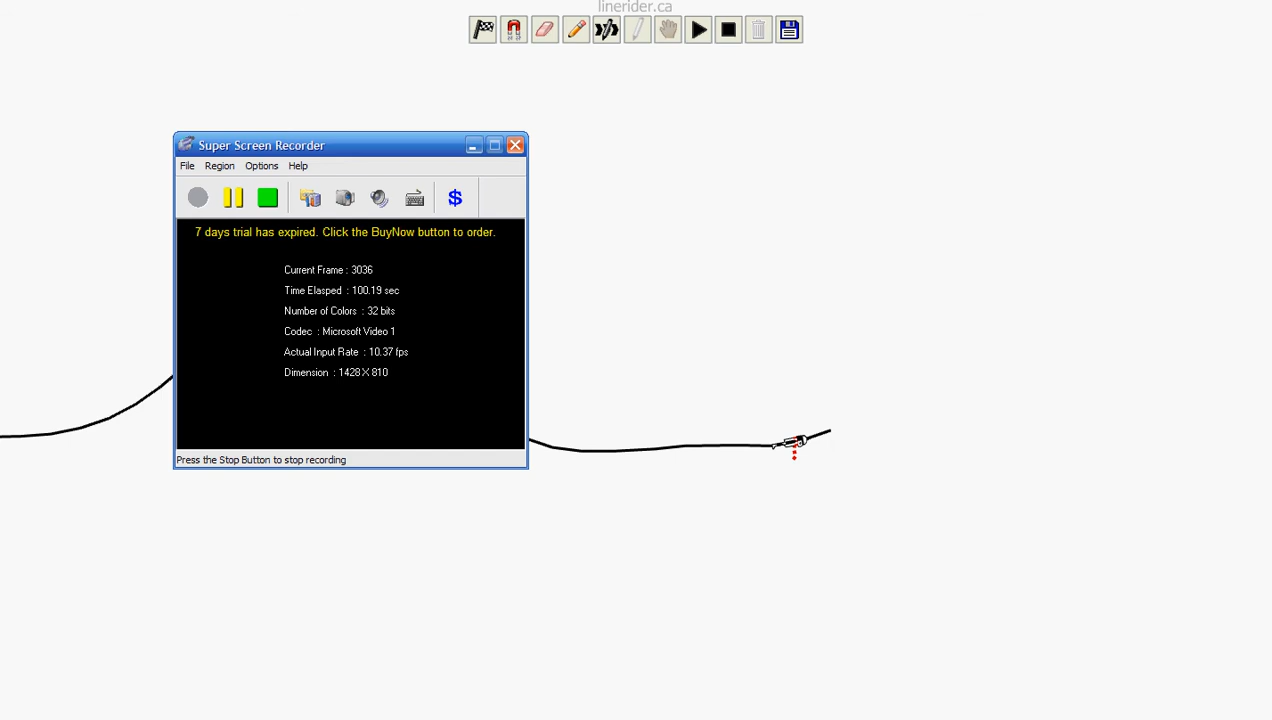 linerider.ca
Super Screen Recorder
File Region Options Help
$
7 days trial has expired. Click the BuyNow button to order.
Current Frame : 3036
Time Elasped : 100.19 sec
Number of Colors : 32 bits
Codec : Microsoft Video 1
Actual Input Rate : 10.37 fps
Dimension : 1428 X 810
Press the Stop Button to stop recording